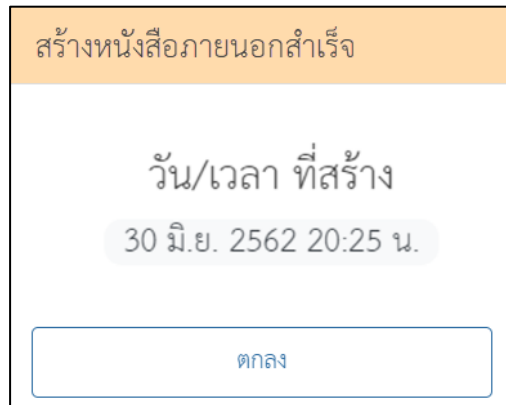 สร้างหนังสือภายนอกสำเร็จ
วัน/เวลา ที่สร้าง
30 มิ.ย. 2562 20:25 น.
ตกลง